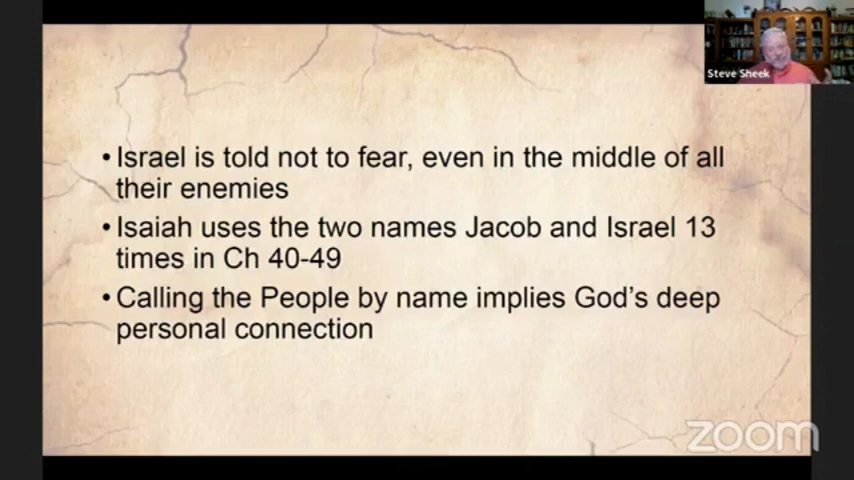 Steve Sheek
• Israel is told not to fear, even in the middle of all
their enemies
• Isaiah uses the two names Jacob and Israel 13
times in Ch 40-49
• Calling the People by name implies God's deep
personal connection
zoom